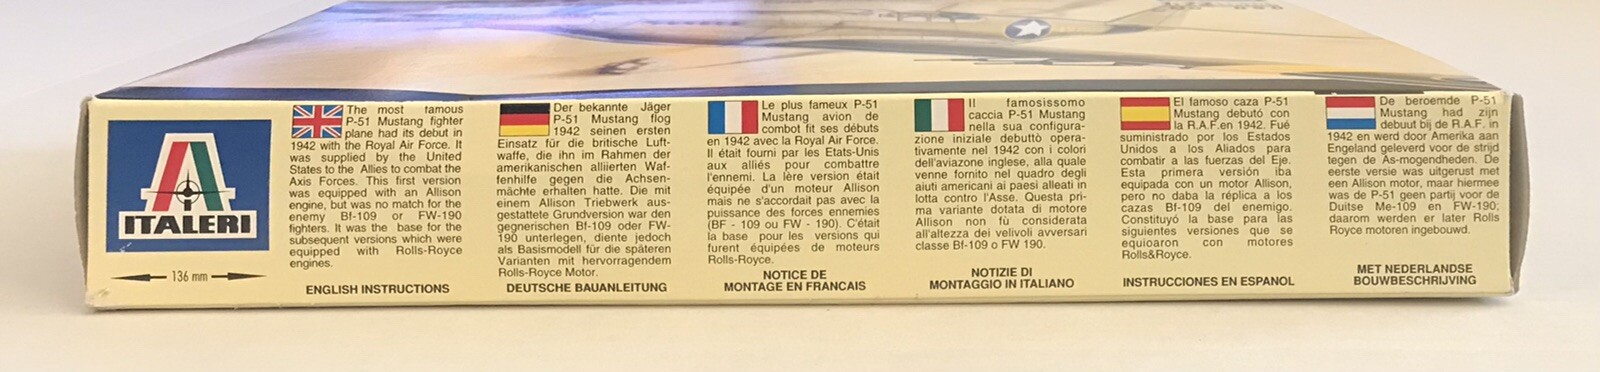 ITALERI
136 mm
The most famous
P-51 Mustang fighter
plane had its debut in
1942 with the Royal Air Force. It
was supplied by the United
States to the Allies to combat the
Axis Forces. This first version
was equipped with an Allison
engine, but was no match for the
enemy Bf-109 or FW-190
fighters. It was the base for the
subsequent versions which were
equipped with Rolls-Royce
engines.
ENGLISH INSTRUCTIONS
Der bekannte Jäger
P-51 Mustang flog
1942 seinen ersten
Einsatz für die britische Luft-
waffe, die ihn im Rahmen der
amerikanischen alliierten Waf-
fenhilfe gegen die Achsen-
mächte erhalten hatte. Die mit
einem Allison Triebwerk aus-
gestattete Grundversion war den
gegnerischen Bf-109 oder FW-
190 unterlegen, diente jedoch
als Basismodell für die späteren
Varianten mit hervorragendem
Rolls-Royce Motor.
DEUTSCHE BAUANLEITUNG
Le plus fameux P-51
Mustang avion de
combot fit ses débuts
en 1942 avec la Royal Air Force.
Il était fourni par les Etats-Unis
aux alliés pour combattre
l'ennemi. La lère version était
équipée d'un moteur Allison
mais ne s'accordait pas avec la
puissance des forces ennemies
(BF - 109 ou FW - 190). C'était
la base pour les versions qui
furent équipées de moteurs
Rolls-Royce.
NOTICE DE
MONTAGE EN FRANCAIS
Il famosissomo
caccia P-51 Mustang
nella sua configura-
zione iniziale debuttò opera-
tivamente nel 1942 con i colori
dell'aviazone inglese, alla quale
venne fornito nel quadro degli
aiuti americani ai paesi alleati in
lotta contro l'Asse. Questa pri-
ma variante dotata di motore
Allison non fù considerata
all'altezza dei velivoli avversari
classe Bf-109 o FW 190.
NOTIZIE DI
MONTAGGIO IN ITALIANO
El famoso caza P-51
Mustang debutó con
la R.A.F.en 1942. Fué
suministrado por los Estados
Unidos a los Aliados para
combatir a las fuerzas del Eje.
Esta primera versión iba
equipada con un motor Allison,
pero no daba la réplica a los
cazas Bf-109 del enemigo.
Constituyó la base para las
siguientes versiones que se
equioaron con motores
Rolls&Royce.
INSTRUCCIONES EN ESPANOL
De beroemde P-51
Mustang had zijn
debuut bij de R.A.F. in
1942 en werd door Amerika aan
Engeland geleverd voor de strijd
tegen de As-mogendheden. De
eerste versie was uitgerust met
een Allison motor, maar hiermee
was de P-51 geen partij voor de
Duitse Me-109 en FW-190;
daarom werden er later Rolls
Royce motoren ingebouwd.
MET NEDERLANDSE
BOUWBESCHRIJVING